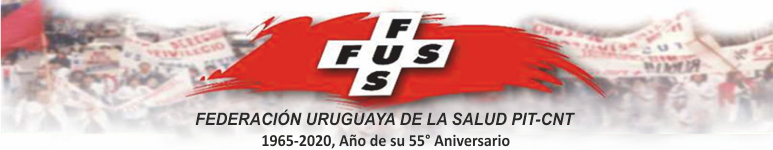 FUS
FUS
FEDERACIÓN URUGUAYA DE LA SALUD PIT-CNT
1965-2020, Año de su 55° Aniversario